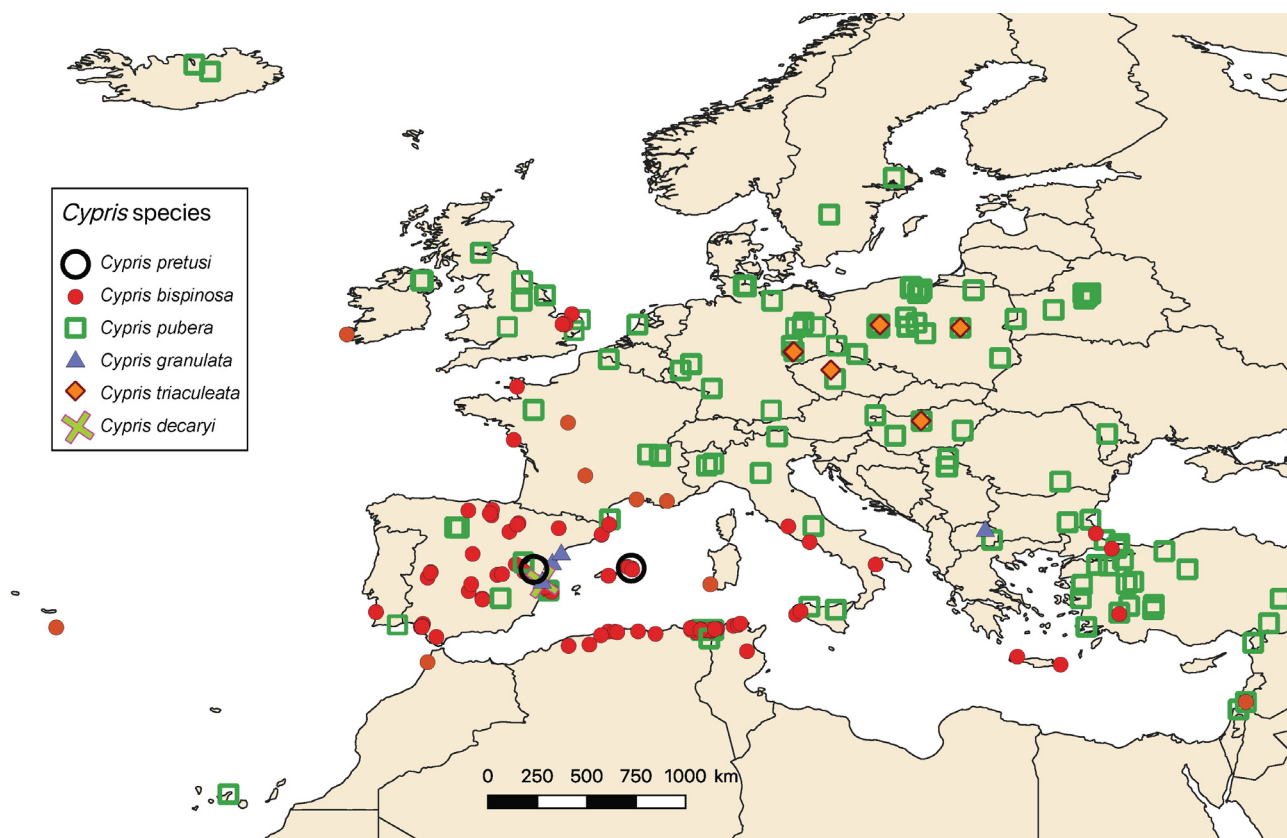 Cypris species
Cypris pretusi
Cypris bispinosa
Cypris pubera
Cypris granulata
Cypris triaculeata
Cypris decaryi
0 250 500 750 1000 km